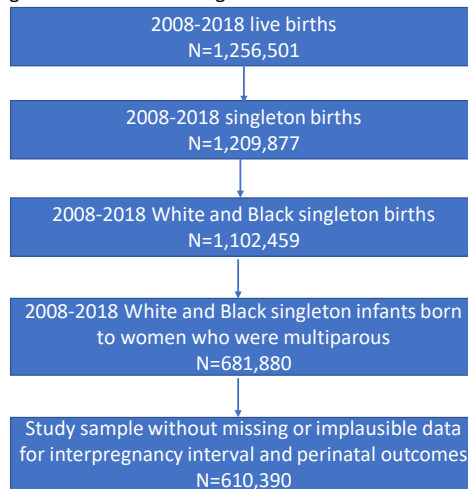 2008-2018 live births
N=1,256,501
2008-2018 singleton births
N=1,209,877
2008-2018 White and Black singleton births
N=1,102,459
2008-2018 White and Black singleton infants born
to women who were multiparous
N=681,880
Study sample without missing or implausible data
for interpregnancy interval and perinatal outcomes
N=610,390